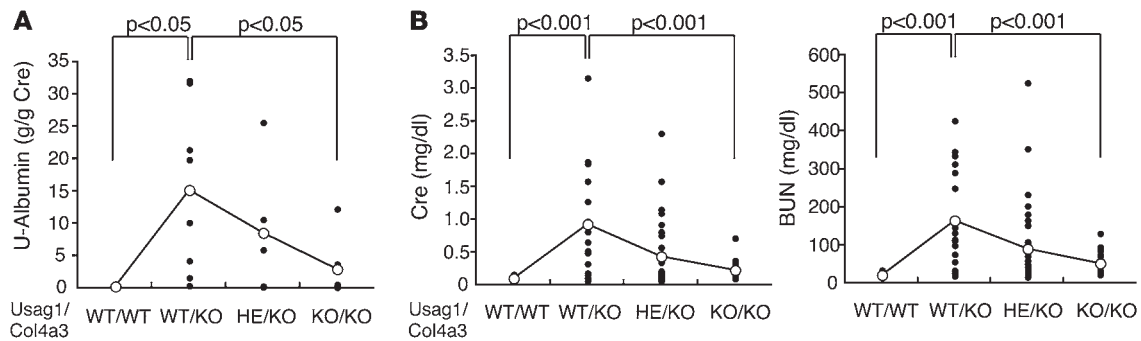 A
p<0.05 p<0.05
U-Albumin (g/g Cre)
35
30
25
20
15
10
5
0
Usag1/
Col4a3
WT/WT WT/KO HE/KO KO/KO
B
p<0.001 p<0.001
Cre (mg/dl)
3.5
3.0
2.5
2.0
1.5
1.0
0.5
0
Usag1/
Col4a3
WT/WT WT/KO HE/KO KO/KO
p<0.001 p<0.001
BUN (mg/dl)
600
500
400
300
200
100
0
WT/WT WT/KO HE/KO KO/KO